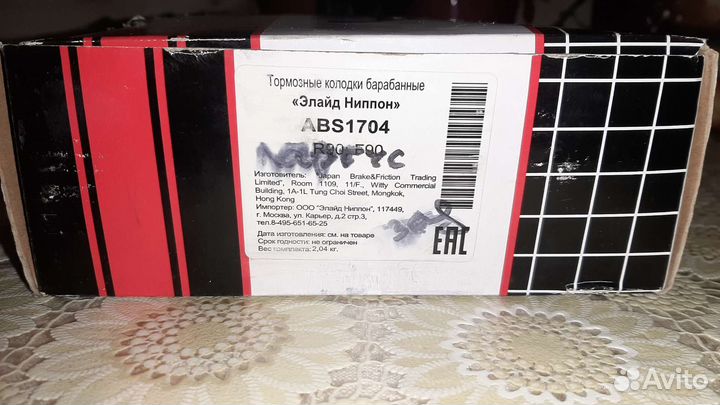 Тормозные колодки барабанные
«Элайд Ниппон»
ABS1704
Ларгус
Изготовитель: "Japan Brake&Friction Trading
Limited", Room 1109, 11/F., Witty Commercial
Building, 1A-1L Tung Choi Street, Mongkok,
Hong Kong
Импортер: ООО "Элайд Ниппон", 117449,
г. Москва, ул. Карьер, д.2 стр.3,
тел.8-495-651-65-25
Дата изготовления: см. на товаре
Срок годности: не ограничен
Вес комплакта: 2,04 кг.
EAC
Avito